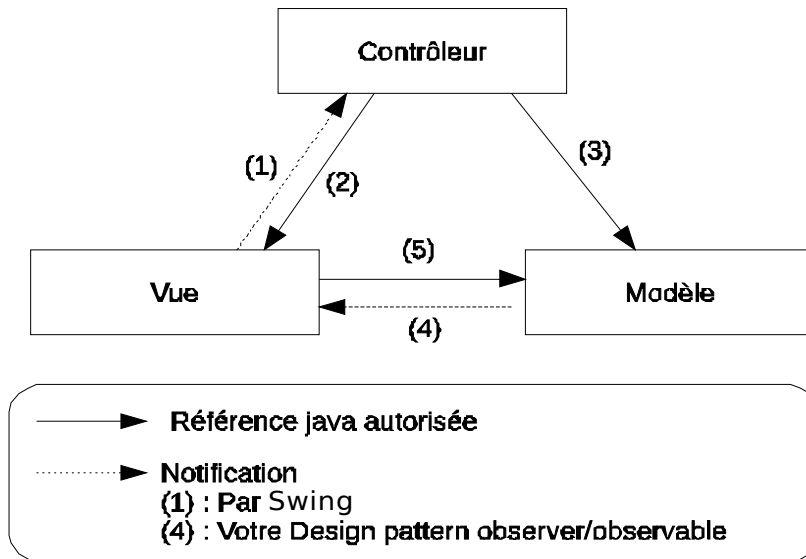 Contrôleur
(1)
(2)
(3)
Vue
(5)
(4)
Modèle
Référence java autorisée
Notification
(1) : Par Swing
(4) : Votre Design pattern observer/observable